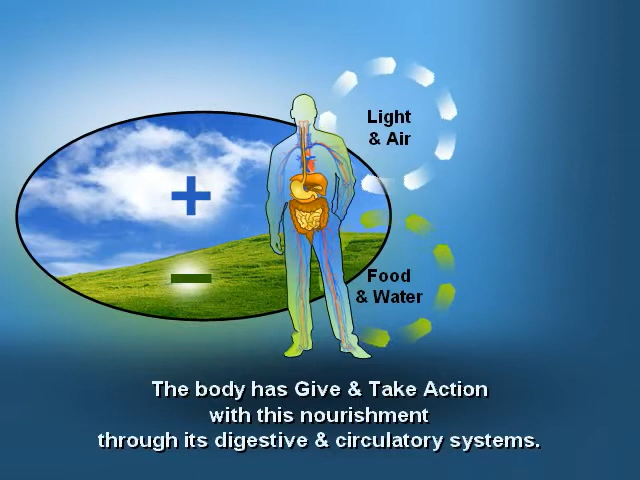 Light
& Air
+
–
Food
& Water
The body has Give & Take Action
with this nourishment
through its digestive & circulatory systems.